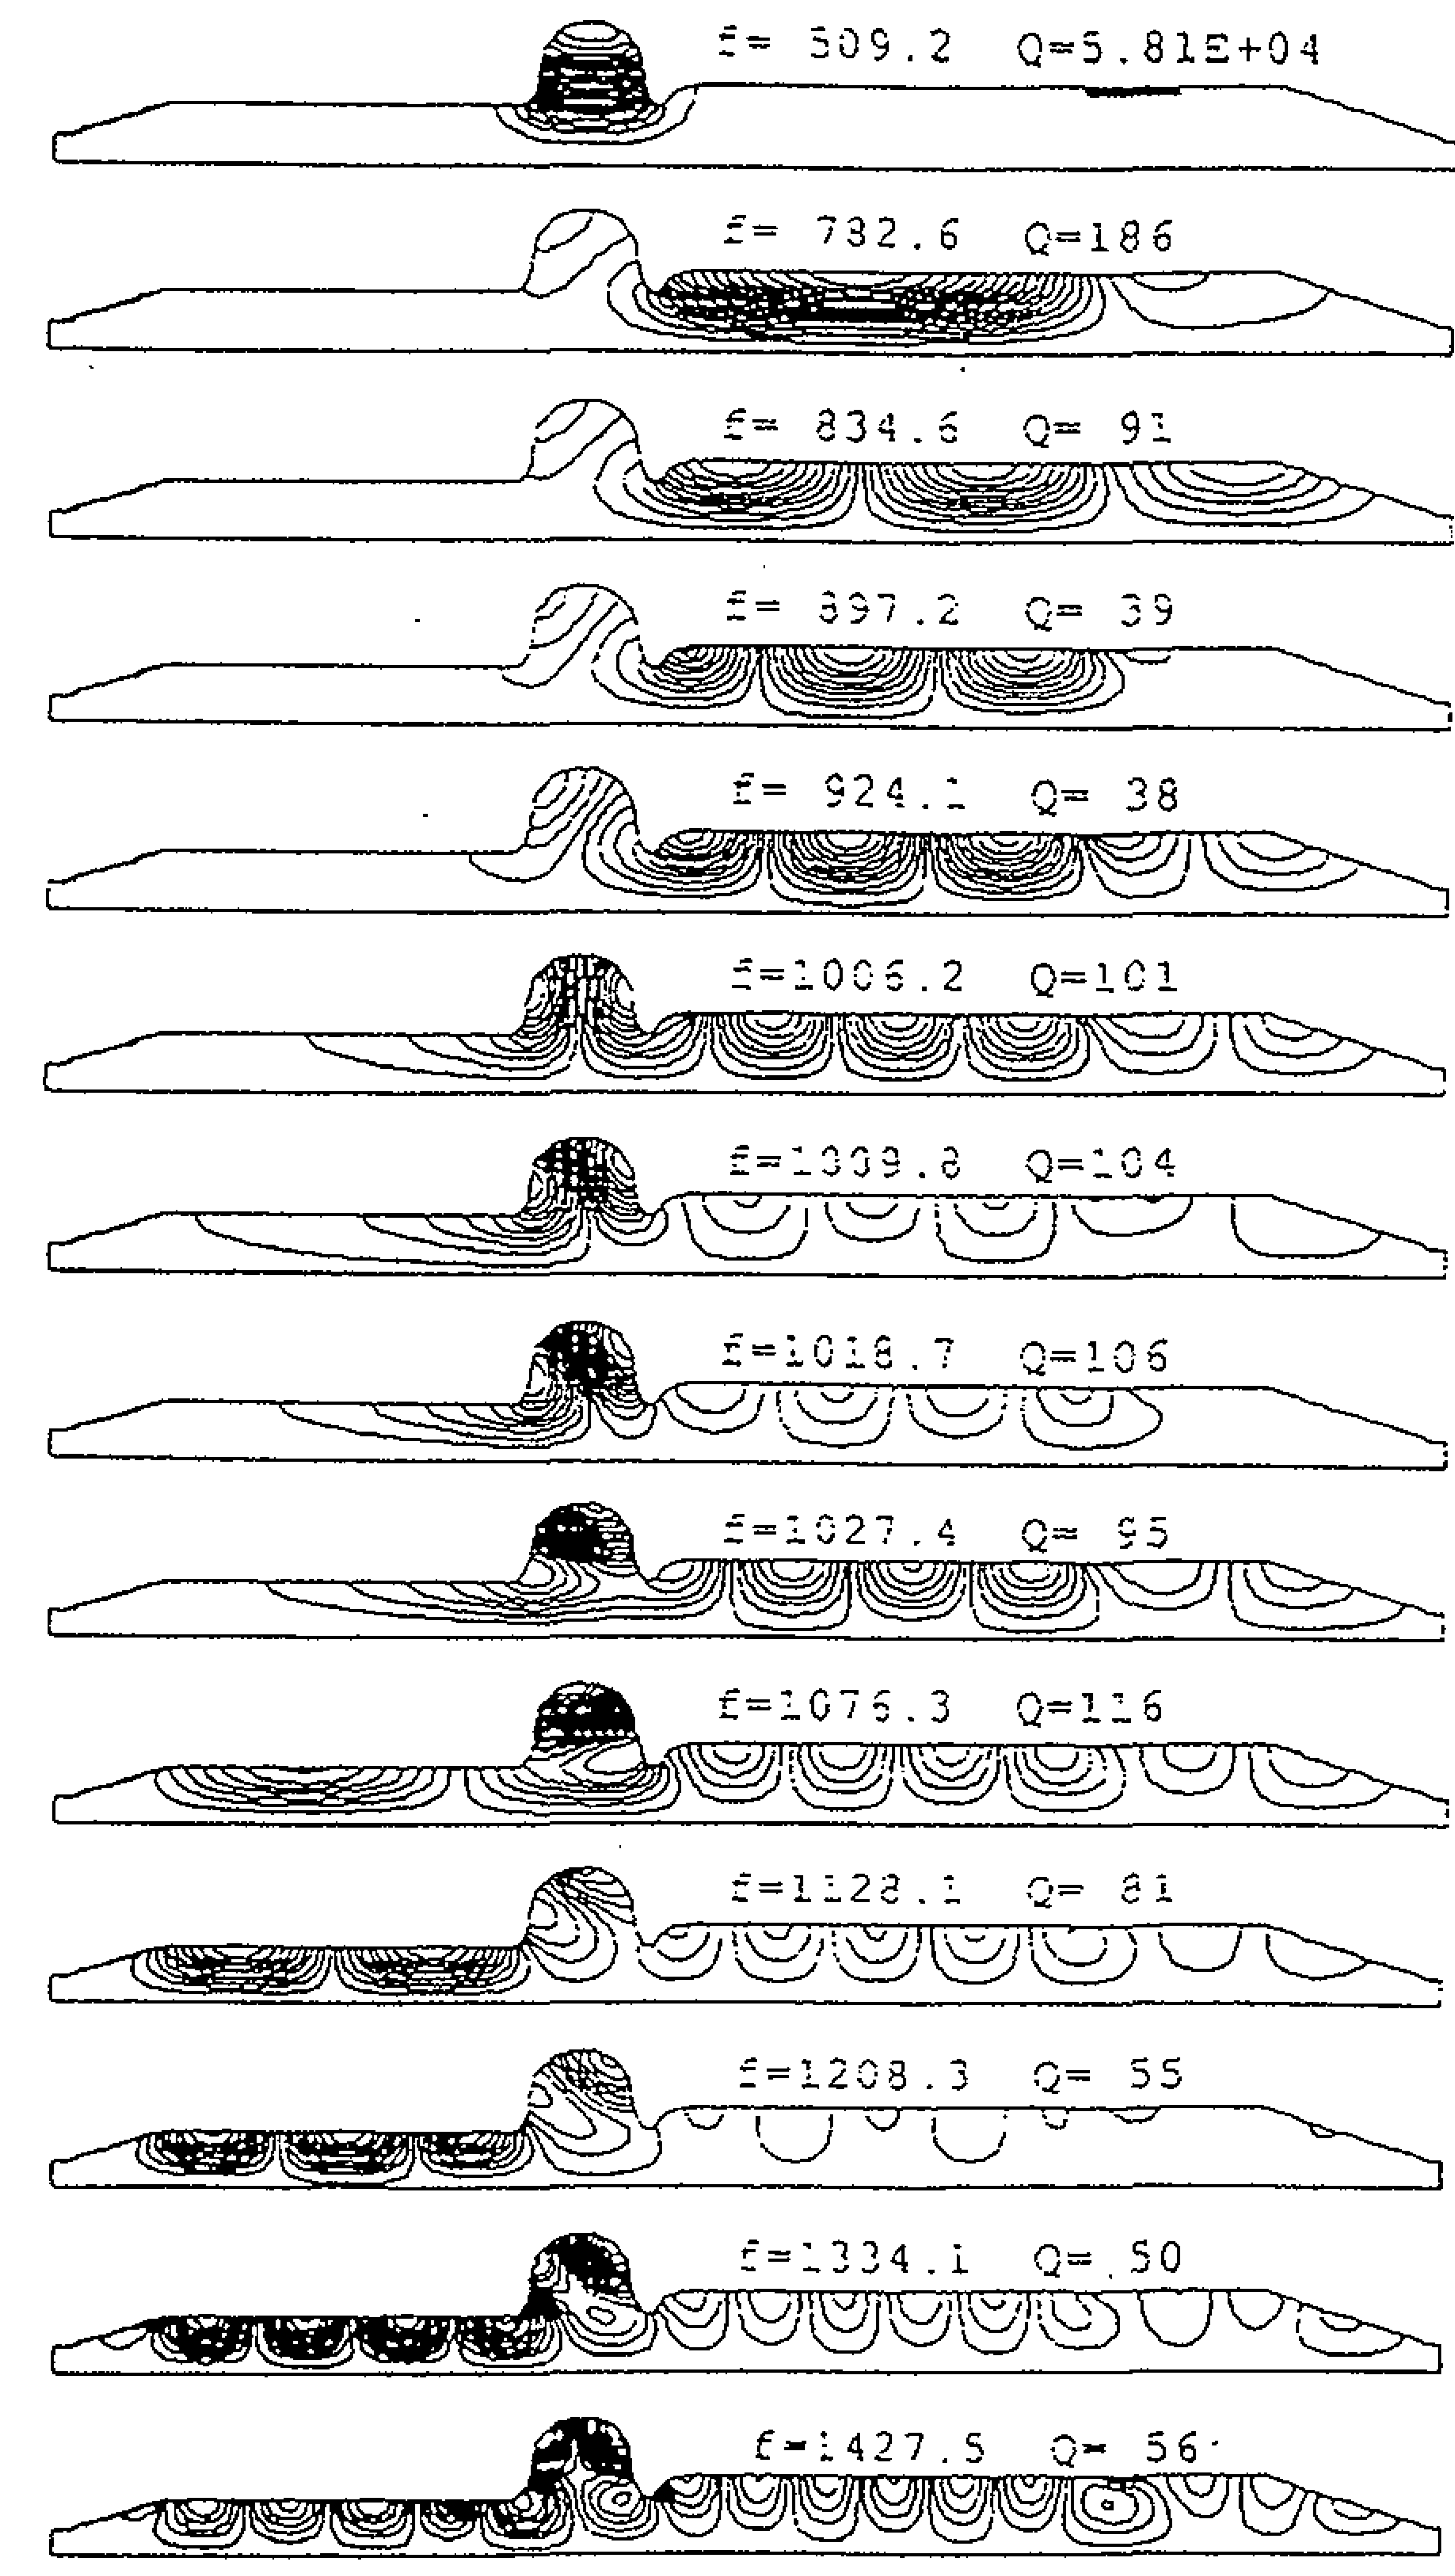 f= 509.2 Q=5.81E+04
f= 782.6 Q=186
f= 834.6 Q= 91
f= 897.2 Q= 39
f= 924.1 Q= 38
f=1006.2 Q=101
f=1009.8 Q=104
f=1018.7 Q=106
f=1027.4 Q= 95
f=1076.3 Q=116
f=1128.1 Q= 81
f=1208.3 Q= 55
f=1334.1 Q= 50
f=1427.5 Q= 56